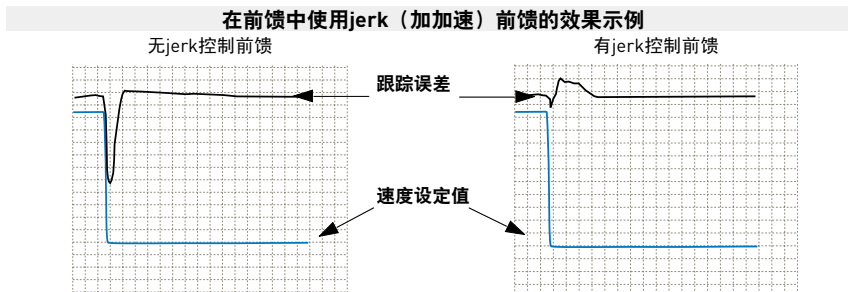 在前馈中使用jerk（加加速）前馈的效果示例
无jerk控制前馈
有jerk控制前馈
跟踪误差
速度设定值